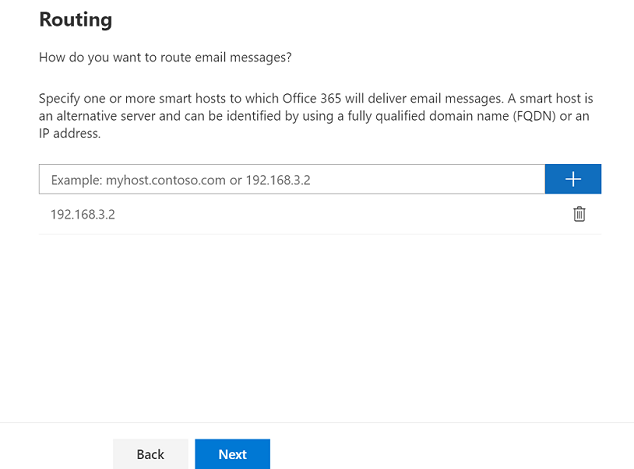 Routing
How do you want to route email messages?
Specify one or more smart hosts to which Office 365 will deliver email messages. A smart host is
an alternative server and can be identified by using a fully qualified domain name (FQDN) or an
IP address.
Example: myhost.contoso.com or 192.168.3.2
192.168.3.2
Back Next